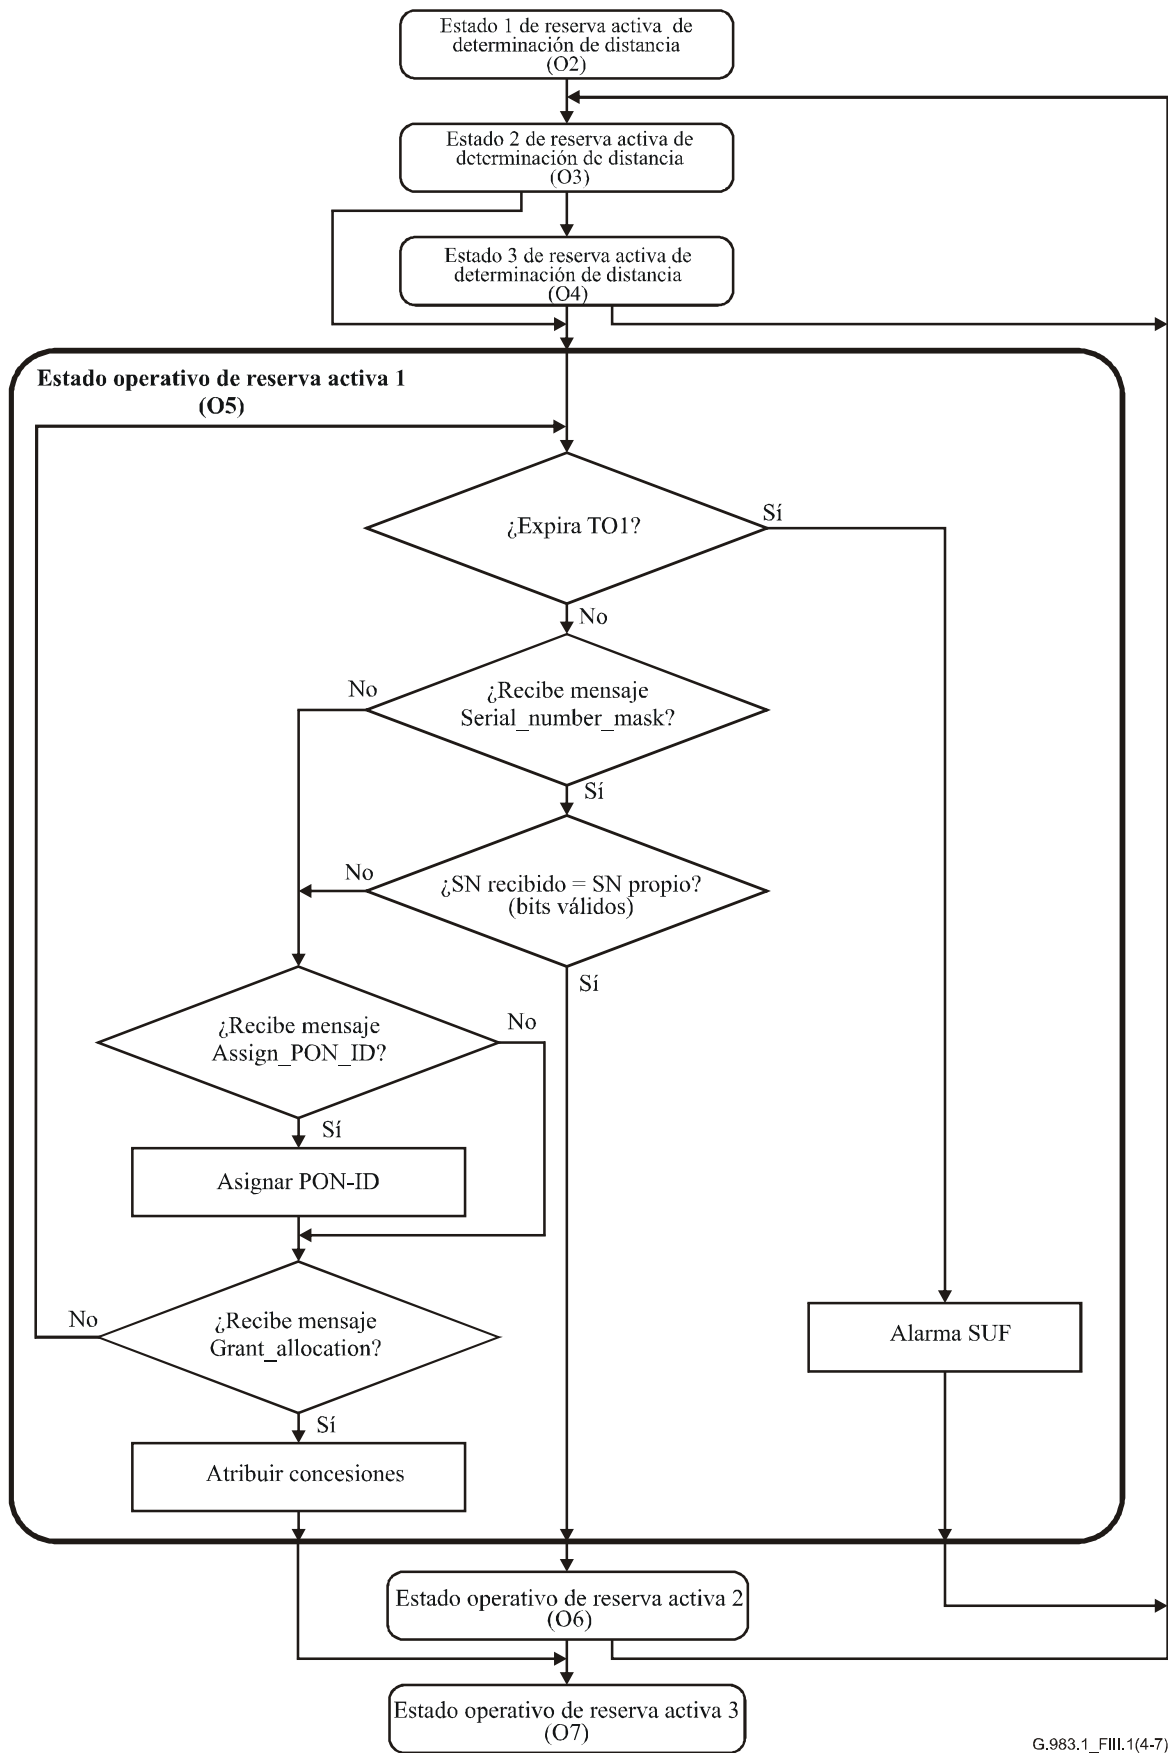 Estado 1 de reserva activa de
determinación de distancia
(O2)
Estado 2 de reserva activa de
determinación de distancia
(O3)
Estado 3 de reserva activa de
determinación de distancia
(O4)
Estado operativo de reserva activa 1
(O5)
¿Expira TO1?
Sí
No
¿Recibe mensaje
Serial_number_mask?
No
Sí
¿SN recibido = SN propio?
(bits válidos)
No
Sí
¿Recibe mensaje
Assign_PON_ID?
No
Sí
Asignar PON-ID
¿Recibe mensaje
Grant_allocation?
No
Sí
Alarma SUF
Atribuir concesiones
Estado operativo de reserva activa 2
(O6)
Estado operativo de reserva activa 3
(O7)
G.983.1_FIII.1(4-7)